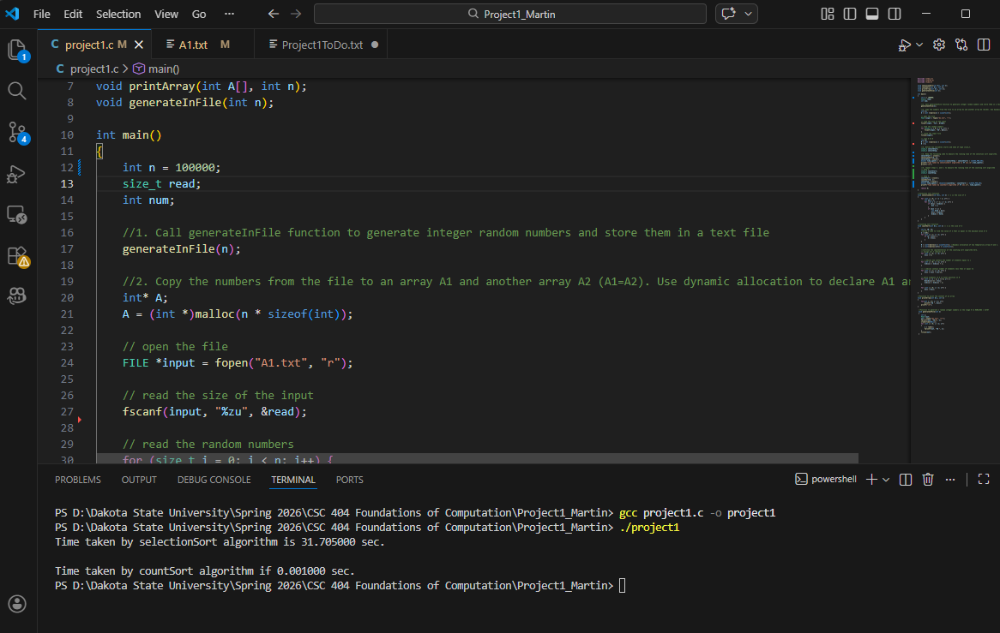 File Edit Selection View Go ··· Project1_Martin
project1.c M A1.txt M Project1ToDo.txt
project1.c > main()
7 void printArray(int A[], int n);
8 void generateInFile(int n);
9
10 int main()
11 {
12 int n = 100000;
13 size_t read;
14 int num;
15
16 //1. Call generateInFile function to generate integer random numbers and store them in a text file
17 generateInFile(n);
18
19 //2. Copy the numbers from the file to an array A1 and another array A2 (A1=A2). Use dynamic allocation to declare A1 an
20 int* A;
21 A = (int *)malloc(n * sizeof(int));
22
23 // open the file
24 FILE *input = fopen("A1.txt", "r");
25
26 // read the size of the input
27 fscanf(input, "%zu", &read);
28
29 // read the random numbers
30 for (size_t i = 0; i < n; i++) {
1
4
PROBLEMS OUTPUT DEBUG CONSOLE TERMINAL PORTS powershell
PS D:\Dakota State University\Spring 2026\CSC 404 Foundations of Computation\Project1_Martin> gcc project1.c -o project1
PS D:\Dakota State University\Spring 2026\CSC 404 Foundations of Computation\Project1_Martin> ./project1
Time taken by selectionSort algorithm is 31.705000 sec.
Time taken by countSort algorithm if 0.001000 sec.
PS D:\Dakota State University\Spring 2026\CSC 404 Foundations of Computation\Project1_Martin>